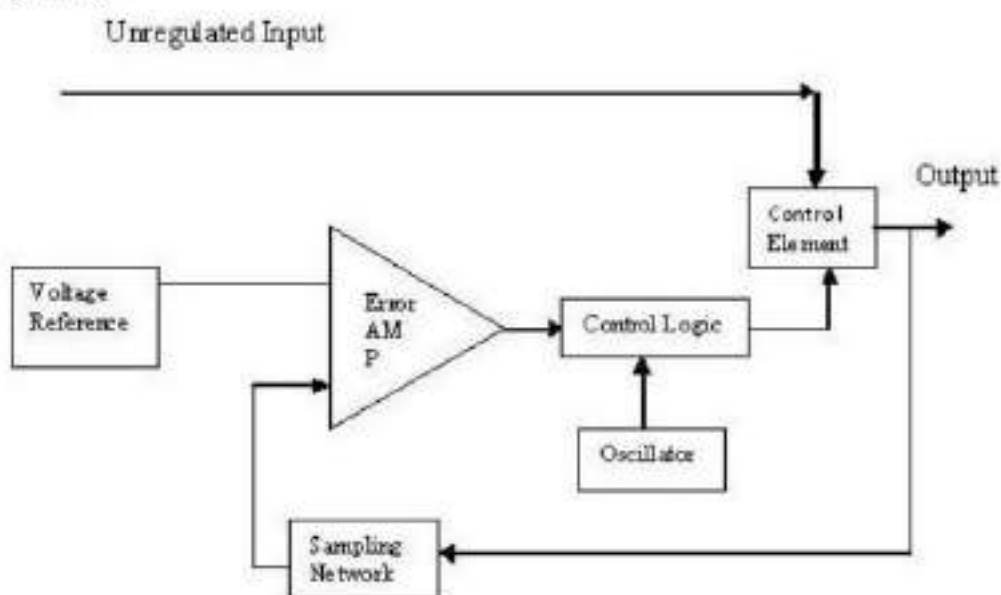 Unregulated Input
Output
Control
Element
Voltage
Reference
Error
AM
P
Control Logic
Oscillator
Sampling
Network